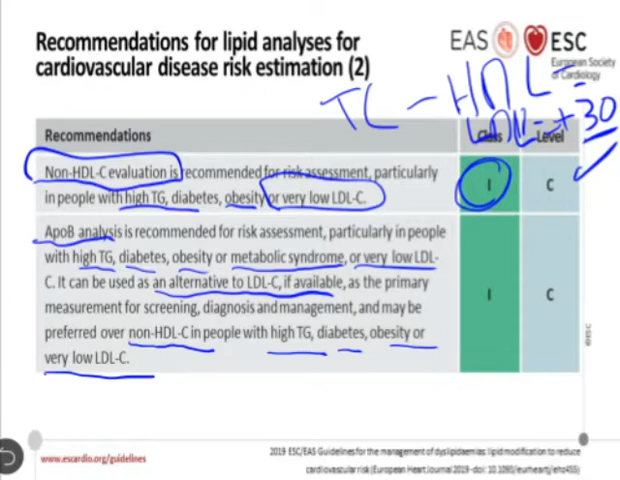 Recommendations for lipid analyses for
cardiovascular disease risk estimation (2)
EAS
ESC
European Society
of Cardiology
TC - HDL =
LDL + 30
Recommendations
Class
Level
Non-HDL-C evaluation is recommended for risk assessment, particularly
in people with high TG, diabetes, obesity or very low LDL-C.
I
C
ApoB analysis is recommended for risk assessment, particularly in people
with high TG, diabetes, obesity or metabolic syndrome, or very low LDL-
C. It can be used as an alternative to LDL-C, if available, as the primary
measurement for screening, diagnosis and management, and may be
preferred over non-HDL-C in people with high TG, diabetes, obesity or
very low LDL-C.
I
C
©ESC
www.escardio.org/guidelines
2019 ESC/EAS Guidelines for the management of dyslipidaemias: lipid modification to reduce
cardiovascular risk (European Heart Journal 2019 -doi: 10.1093/eurheartj/ehz455)